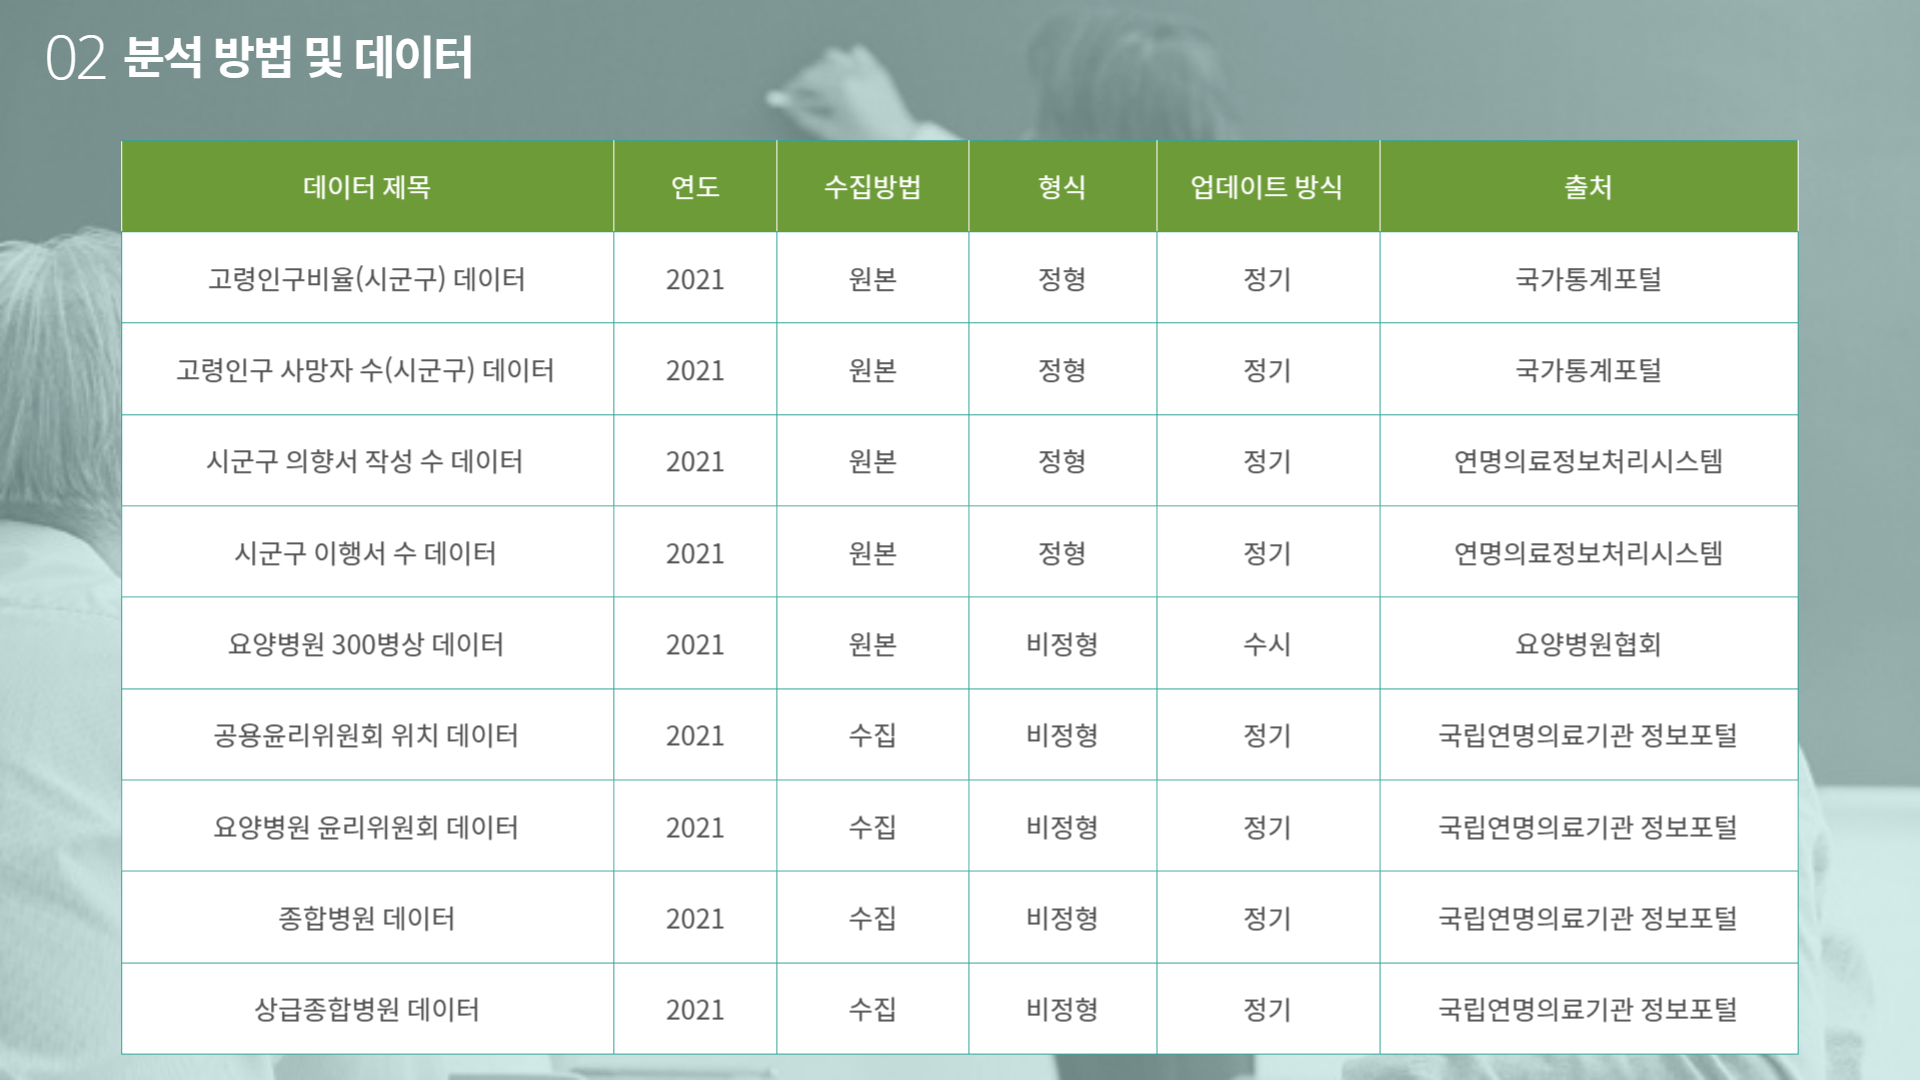 02 분석 방법 및 데이터
데이터 제목 연도 수집방법 형식 업데이트 방식 출처
고령인구비율(시군구) 데이터 2021 원본 정형 정기 국가통계포털
고령인구 사망자 수(시군구) 데이터 2021 원본 정형 정기 국가통계포털
시군구 의향서 작성 수 데이터 2021 원본 정형 정기 연명의료정보처리시스템
시군구 이행서 수 데이터 2021 원본 정형 정기 연명의료정보처리시스템
요양병원 300병상 데이터 2021 원본 비정형 수시 요양병원협회
공용윤리위원회 위치 데이터 2021 수집 비정형 정기 국립연명의료기관 정보포털
요양병원 윤리위원회 데이터 2021 수집 비정형 정기 국립연명의료기관 정보포털
종합병원 데이터 2021 수집 비정형 정기 국립연명의료기관 정보포털
상급종합병원 데이터 2021 수집 비정형 정기 국립연명의료기관 정보포털